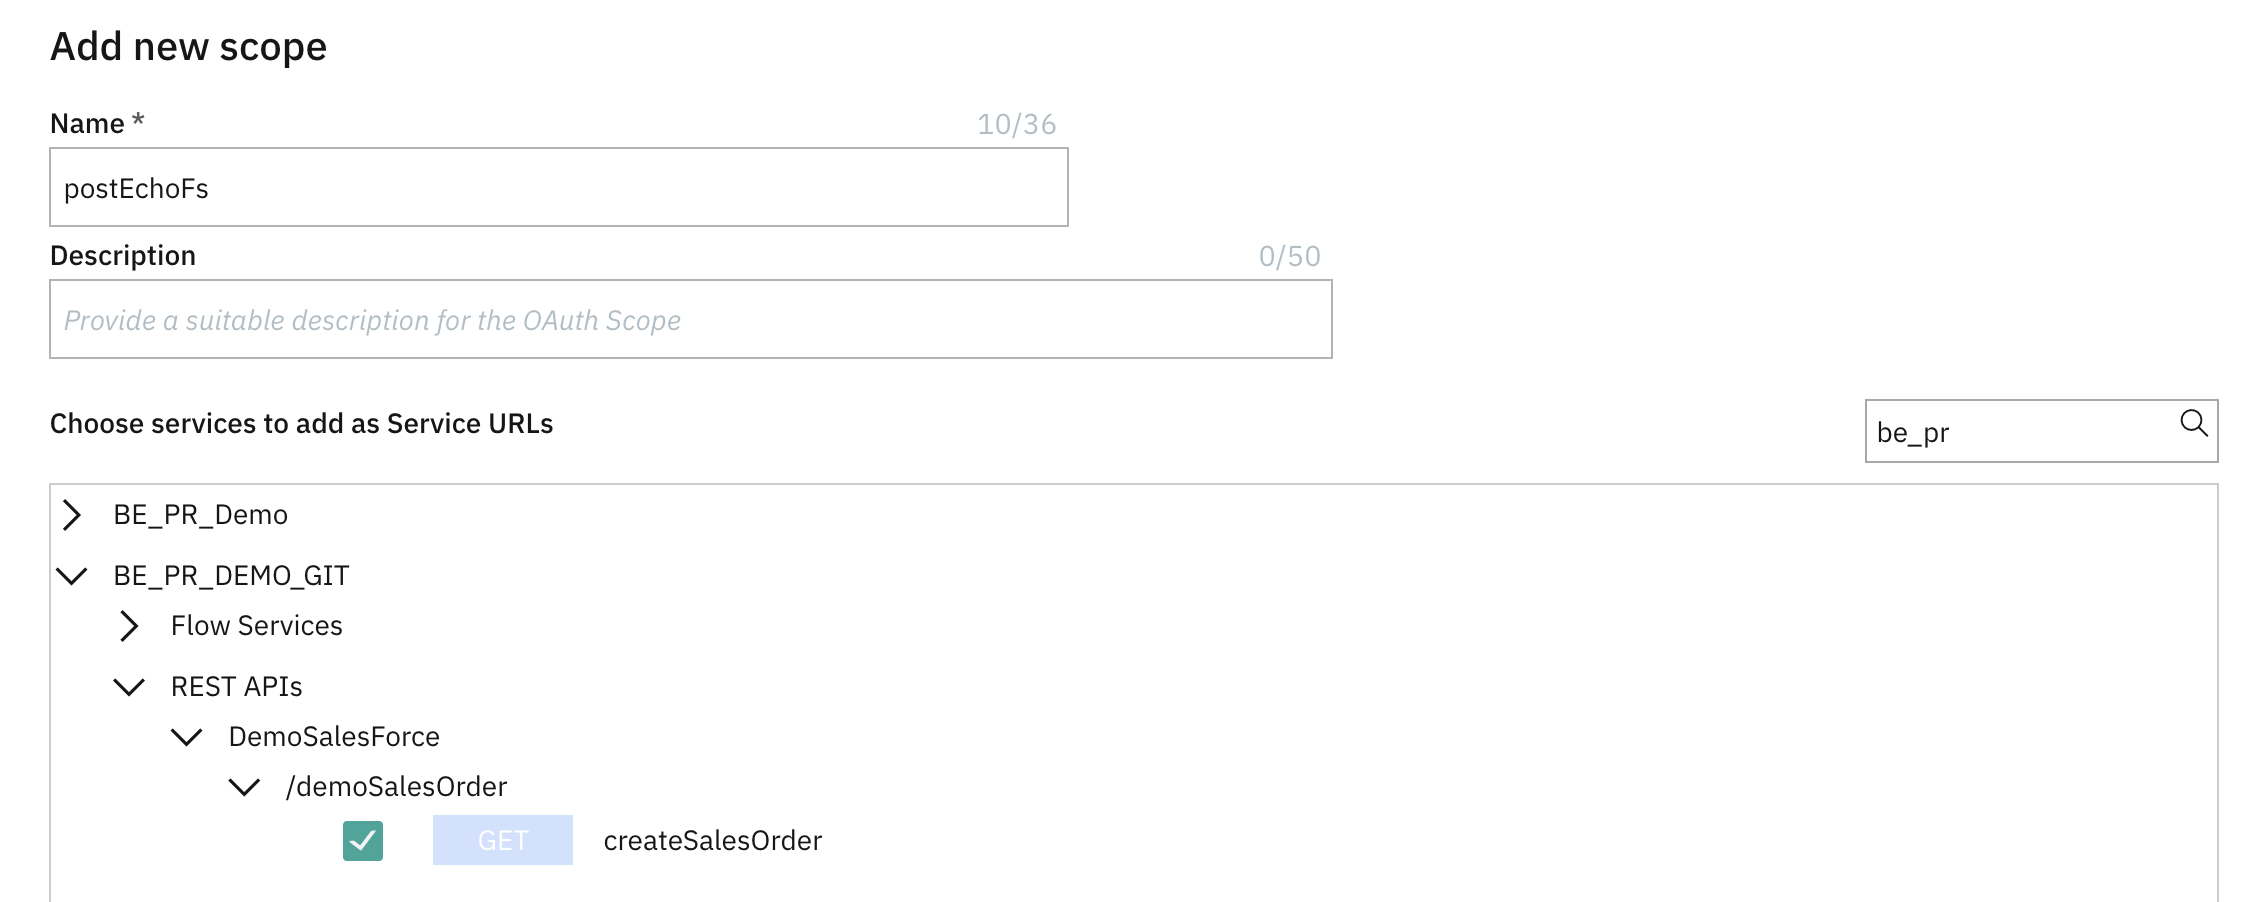 Add new scope
Name *
10/36
postEchoFs
Description
0/50
Provide a suitable description for the OAuth Scope
Choose services to add as Service URLs
be_pr
BE_PR_Demo
BE_PR_DEMO_GIT
Flow Services
REST APIs
DemoSalesForce
/demoSalesOrder
GET createSalesOrder